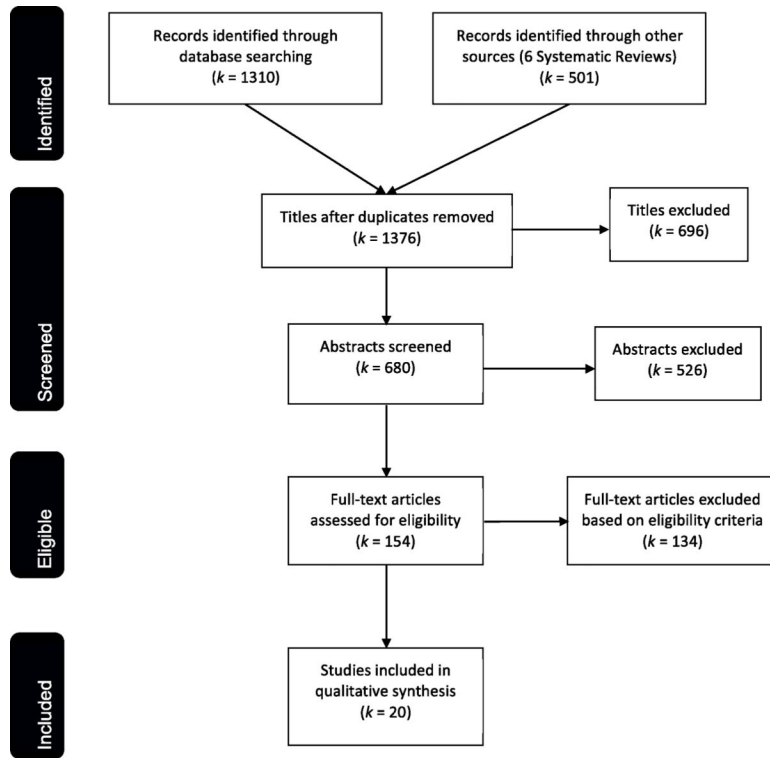 Identified
Records identified through
database searching
(k = 1310)
Records identified through other
sources (6 Systematic Reviews)
(k = 501)
Screened
Titles after duplicates removed
(k = 1376)
Titles excluded
(k = 696)
Abstracts screened
(k = 680)
Abstracts excluded
(k = 526)
Eligible
Full-text articles
assessed for eligibility
(k = 154)
Full-text articles excluded
based on eligibility criteria
(k = 134)
Included
Studies included in
qualitative synthesis
(k = 20)